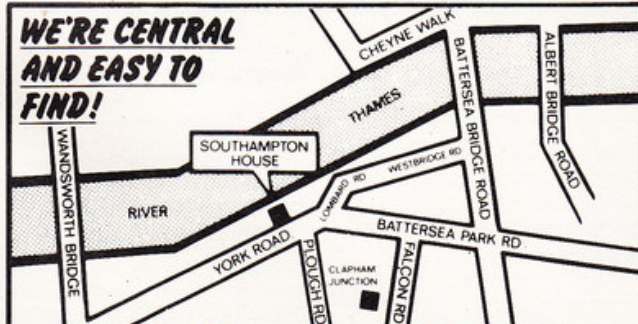 WE'RE CENTRAL
AND EASY TO
FIND!
CHEYNE WALK
BATTERSEA BRIDGE ROAD
ALBERT BRIDGE ROAD
THAMES
WANDSWORTH BRIDGE
SOUTHAMPTON
HOUSE
WESTBRIDGE RD
LOMBARD RD
RIVER
BATTERSEA PARK RD
YORK ROAD
PLOUGH RD
CLAPHAM
JUNCTION
FALCON RD